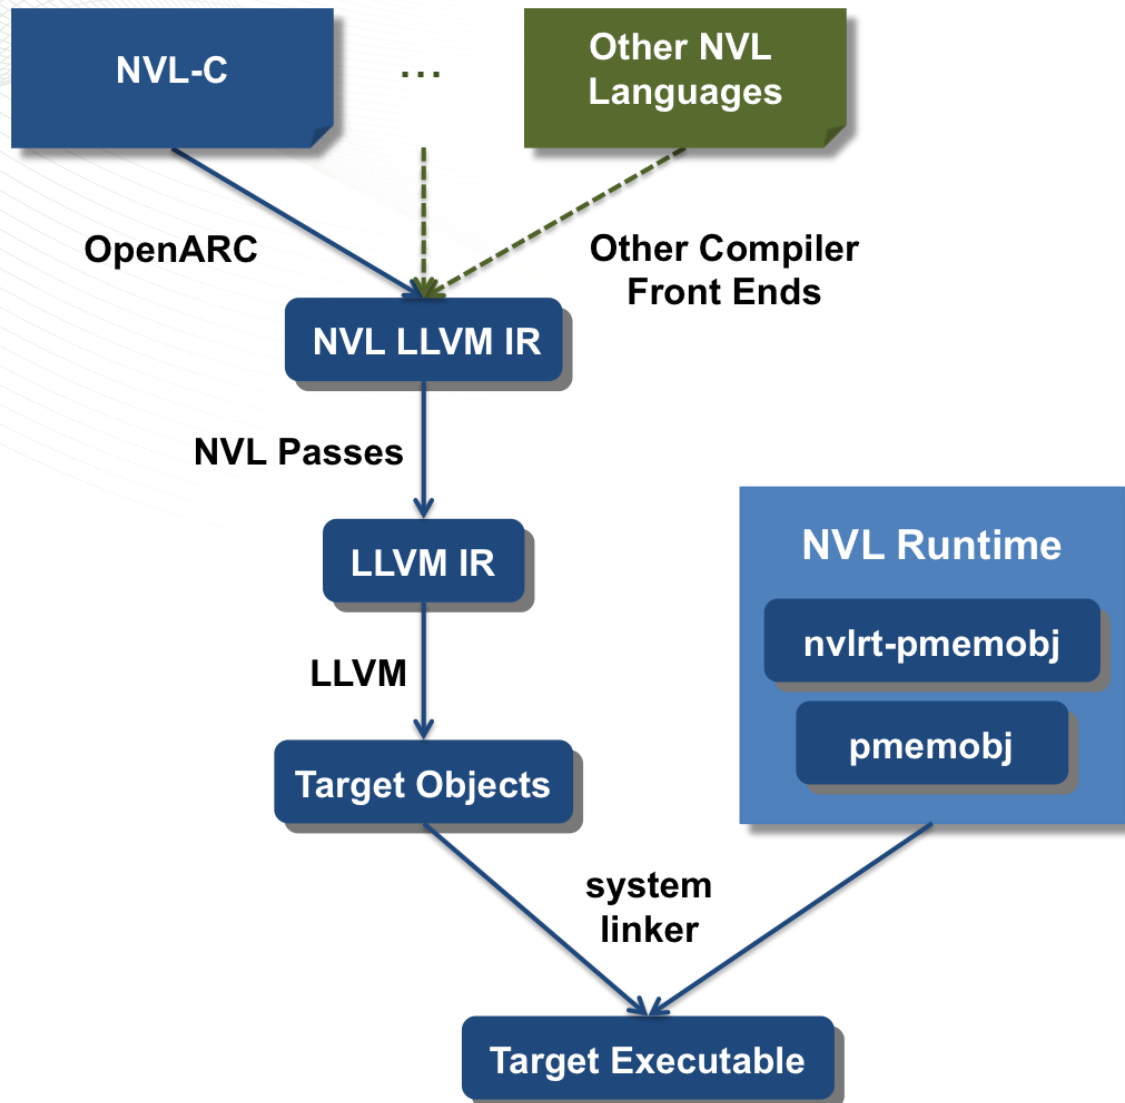 NVL-C
...
Other NVL
Languages
OpenARC
Other Compiler
Front Ends
NVL LLVM IR
NVL Passes
LLVM IR
NVL Runtime
nvlrt-pmemobj
LLVM
pmemobj
Target Objects
system
linker
Target Executable